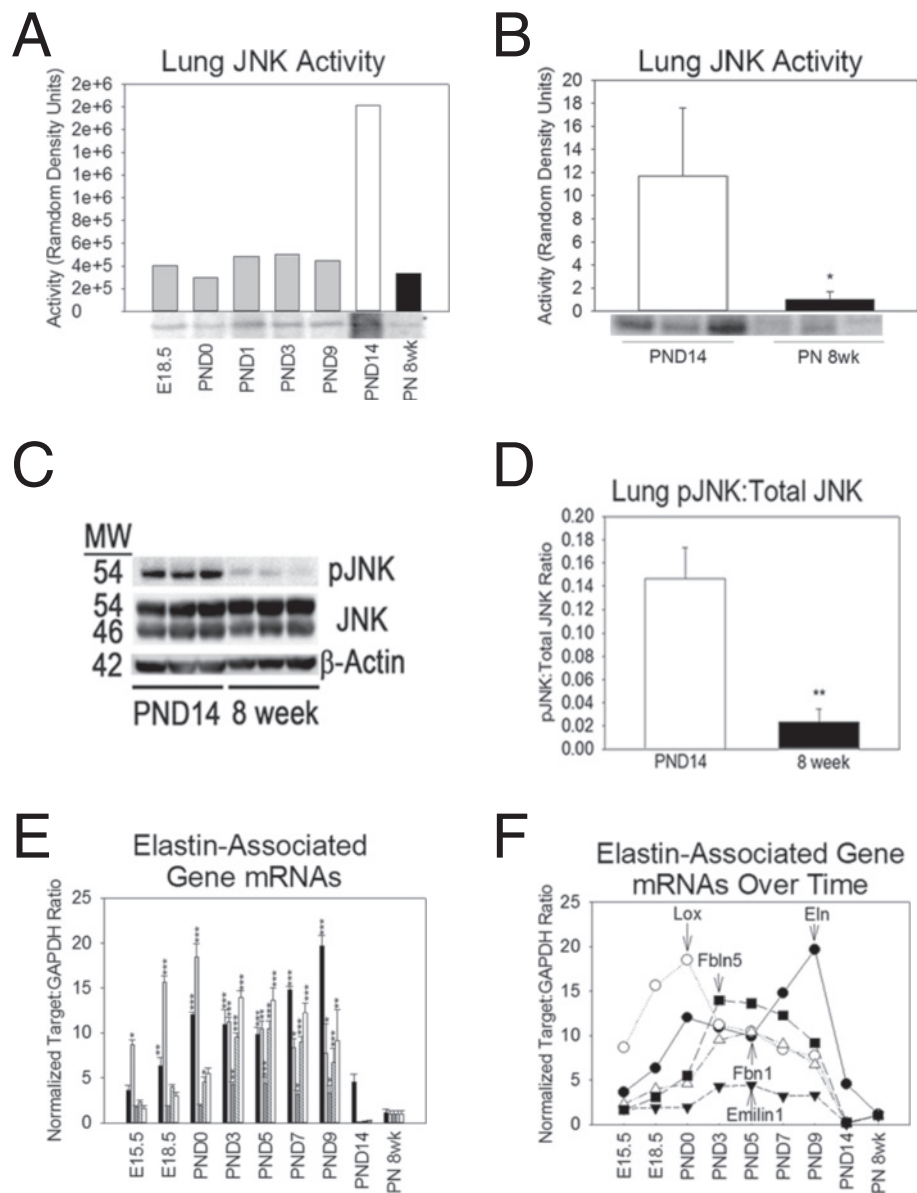 A
Lung JNK Activity
Activity (Ramdom Density Units)
2e+6
2e+6
2e+6
1e+6
1e+6
1e+6
8e+5
6e+5
4e+5
2e+5
0
E18.5
PND0
PND1
PND3
PND9
PND14
PN 8wk
B
Lung JNK Activity
Activity (Random Density Units)
20
18
16
14
12
10
8
6
4
2
0
*
PND14
PN 8wk
C
MW
54
pJNK
54
46
JNK
42
β-Actin
PND14
8 week
D
Lung pJNK:Total JNK
pJNK:Total JNK Ratio
0.20
0.18
0.16
0.14
0.12
0.10
0.08
0.06
0.04
0.02
0.00
**
PND14
8 week
E
Elastin-Associated
Gene mRNAs
Normalized Target:GAPDH Ratio
25
20
15
10
5
0
E15.5
E18.5
PND0
PND3
PND5
PND7
PND9
PND14
PN 8wk
F
Elastin-Associated Gene
mRNAs Over Time
Normalized Target:GAPDH Ratio
25
20
15
10
5
0
Lox
Eln
Fbln5
Fbn1
Emilin1
E15.5
E18.5
PND0
PND3
PND5
PND7
PND9
PND14
PN 8wk